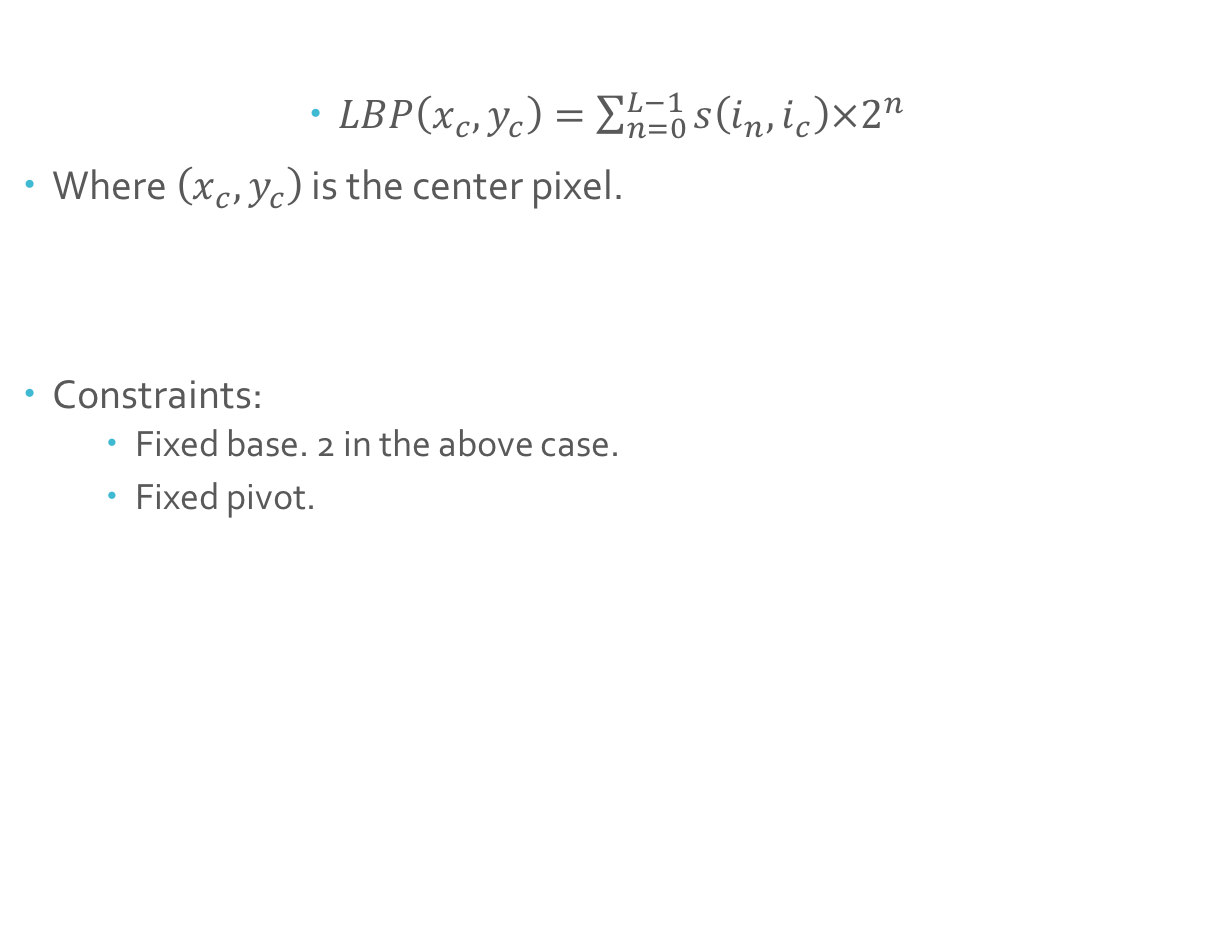 • LBP(x_c, y_c) = ∑_{n=0}^{L−1} s(i_n, i_c)×2^n
• Where (x_c, y_c) is the center pixel.
• Constraints:
• Fixed base. 2 in the above case.
• Fixed pivot.